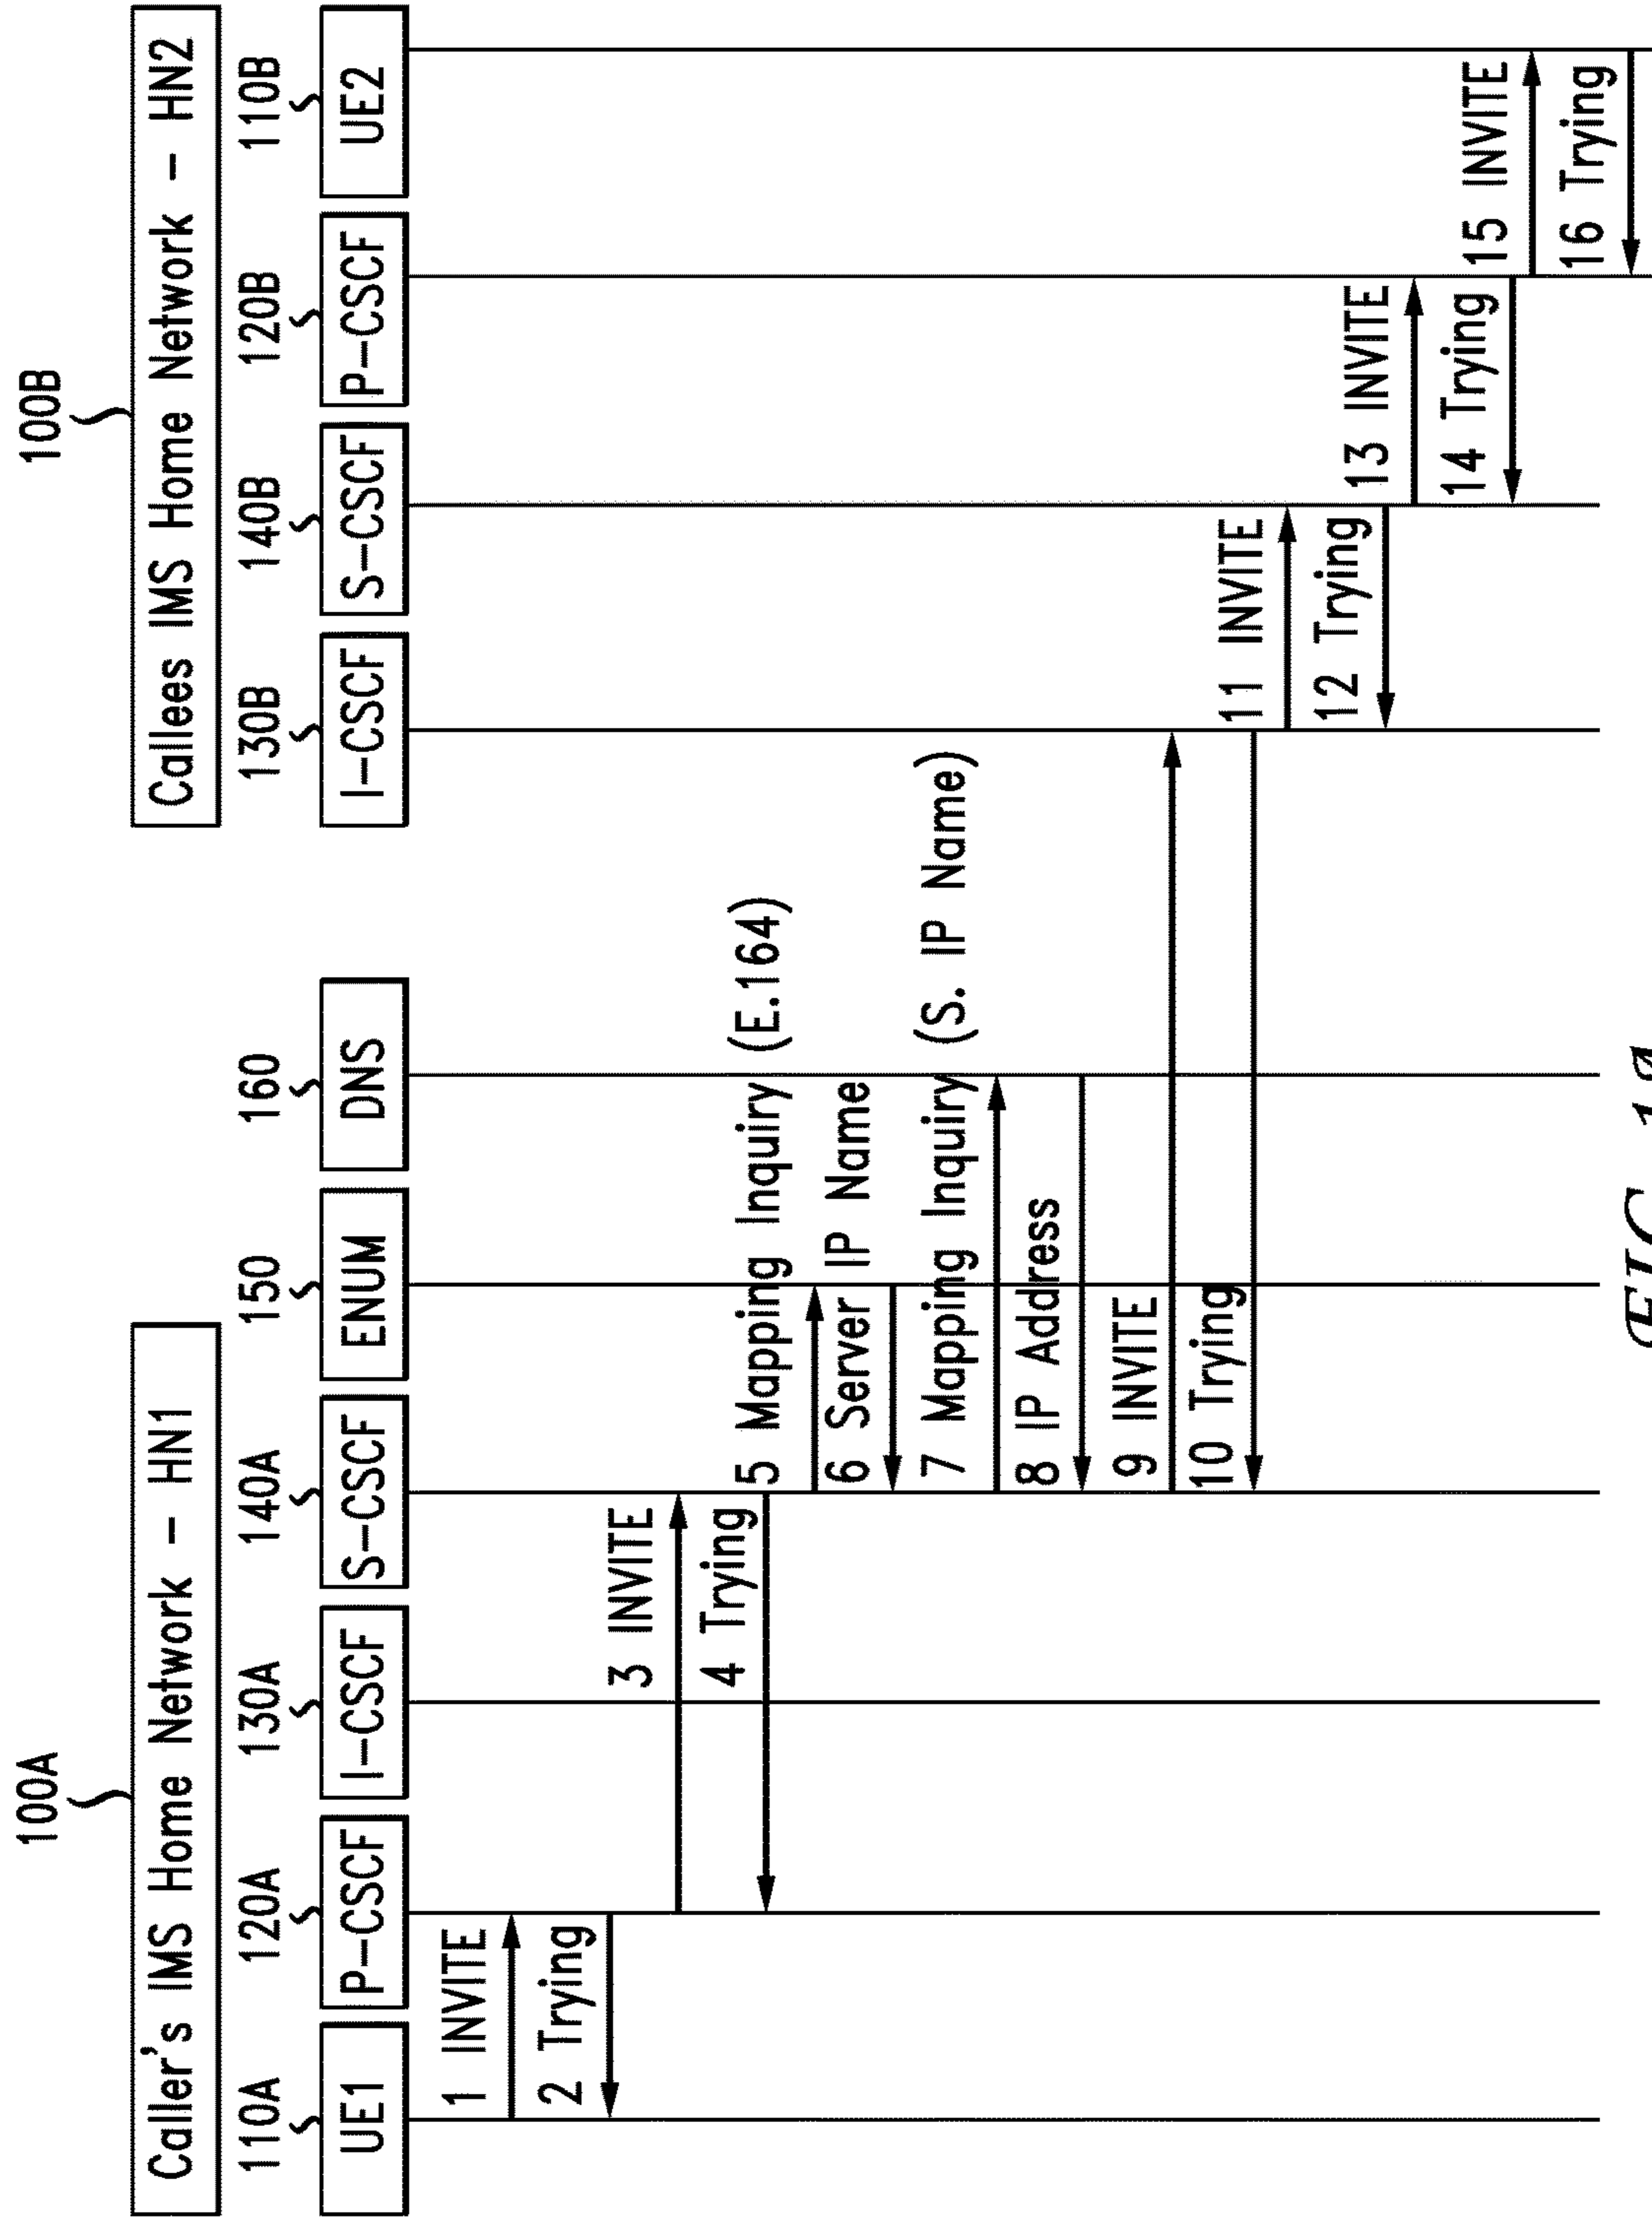 100A
100B
Caller's IMS Home Network - HN1
Callees IMS Home Network - HN2
110A
120A
130A
140A
150
160
130B
140B
120B
110B
UE1
P-CSCF
I-CSCF
S-CSCF
ENUM
DNS
I-CSCF
S-CSCF
P-CSCF
UE2
1 INVITE
2 Trying
3 INVITE
4 Trying
5 Mapping Inquiry (E.164)
6 Server IP Name
7 Mapping Inquiry (S. IP Name)
8 IP Address
9 INVITE
10 Trying
11 INVITE
12 Trying
13 INVITE
14 Trying
15 INVITE
16 Trying